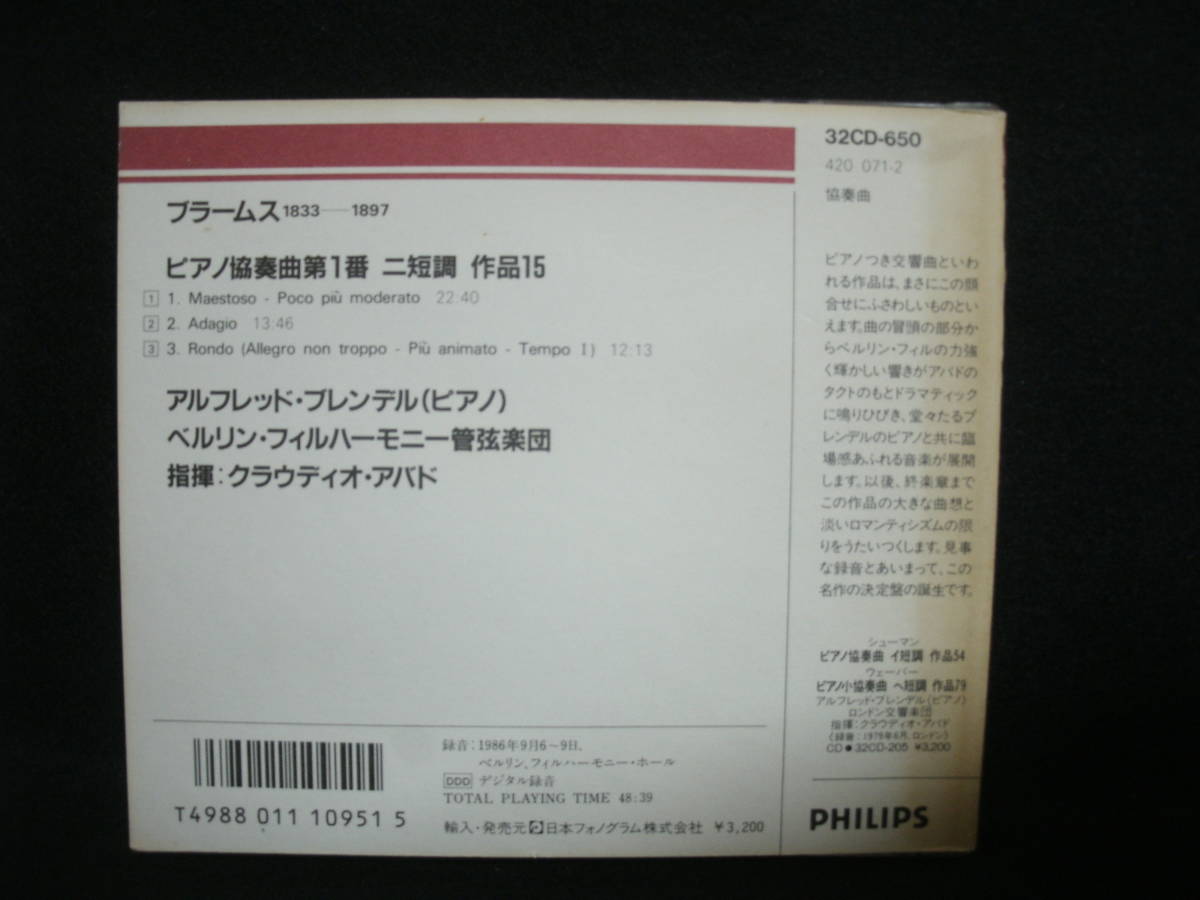 ブラームス 1833―1897
ピアノ協奏曲第1番 ニ短調 作品15
1 1. Maestoso - Poco più moderato 22:40
2 2. Adagio 13:46
3 3. Rondo (Allegro non troppo - Più animato - Tempo I) 12:13
アルフレッド・ブレンデル(ピアノ)
ベルリン・フィルハーモニー管弦楽団
指揮:クラウディオ・アバド
T4988 011 10951 5
録音:1986年9月6~9日、
ベルリン、フィルハーモニー・ホール
DDD デジタル録音
TOTAL PLAYING TIME 48:39
輸入・発売元 日本フォノグラム株式会社 ¥3,200
32CD-650
420 071-2
協奏曲
ピアノつき交響曲といわ
れる作品は、まさにこの顔
合せにふさわしいものとい
えます。曲の冒頭の部分か
らベルリン・フィルの力強
く輝かしい響きがアバドの
タクトのもとドラマティック
に鳴りひびき、堂々たるブ
レンデルのピアノと共に臨
場感あふれる音楽が展開
します。以後、終楽章まで
この作品の大きな曲想と
淡いロマンティシズムの限
りをうたいつくします。見事
な録音とあいまって、この
名作の決定盤の誕生です。
シューマン
ピアノ協奏曲 イ短調 作品54
ウェーバー
ピアノ小協奏曲 ヘ短調 作品79
アルフレッド・ブレンデル(ピアノ)
ロンドン交響楽団
指揮:クラウディオ・アバド
(録音:1979年6月、ロンドン)
CD●32CD-205 ¥3,200
PHILIPS